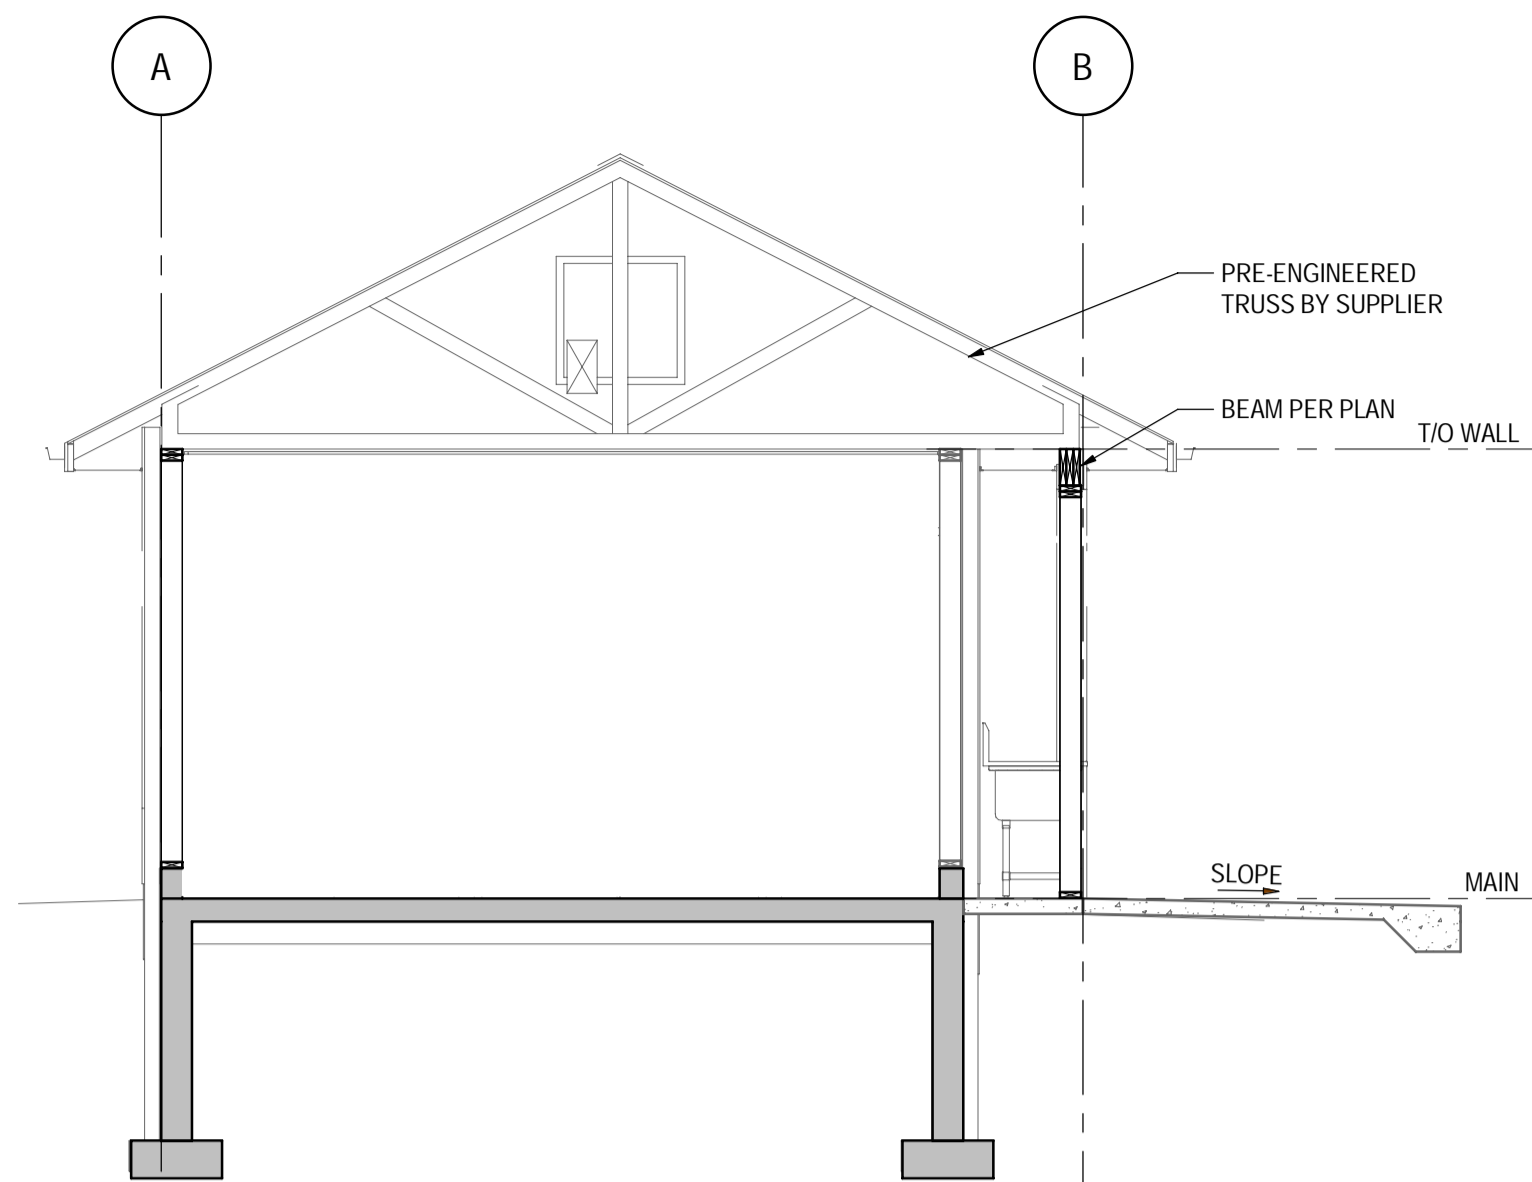 A
B
PRE-ENGINEERED
TRUSS BY SUPPLIER
BEAM PER PLAN
T/O WALL
SLOPE
MAIN